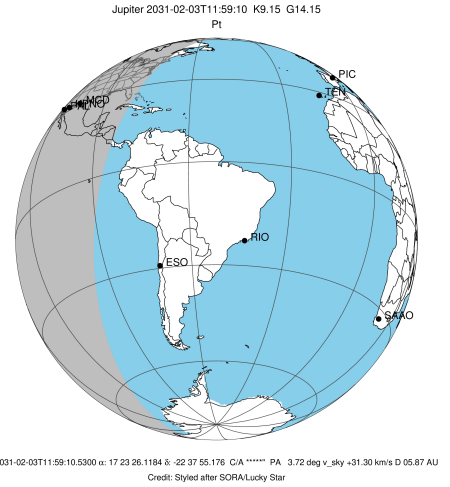 Jupiter 2031-02-03T11:59:10 K9.15 G14.15
Pt
PIC
TEN
MCD
RIO
ESO
SAAO
031-02-03T11:59:10.5300 α: 17 23 26.1184 δ: -22 37 55.176 C/A *****" PA 3.72 deg v_sky +31.30 km/s D 05.87 AU
Credit: Styled after SORA/Lucky Star